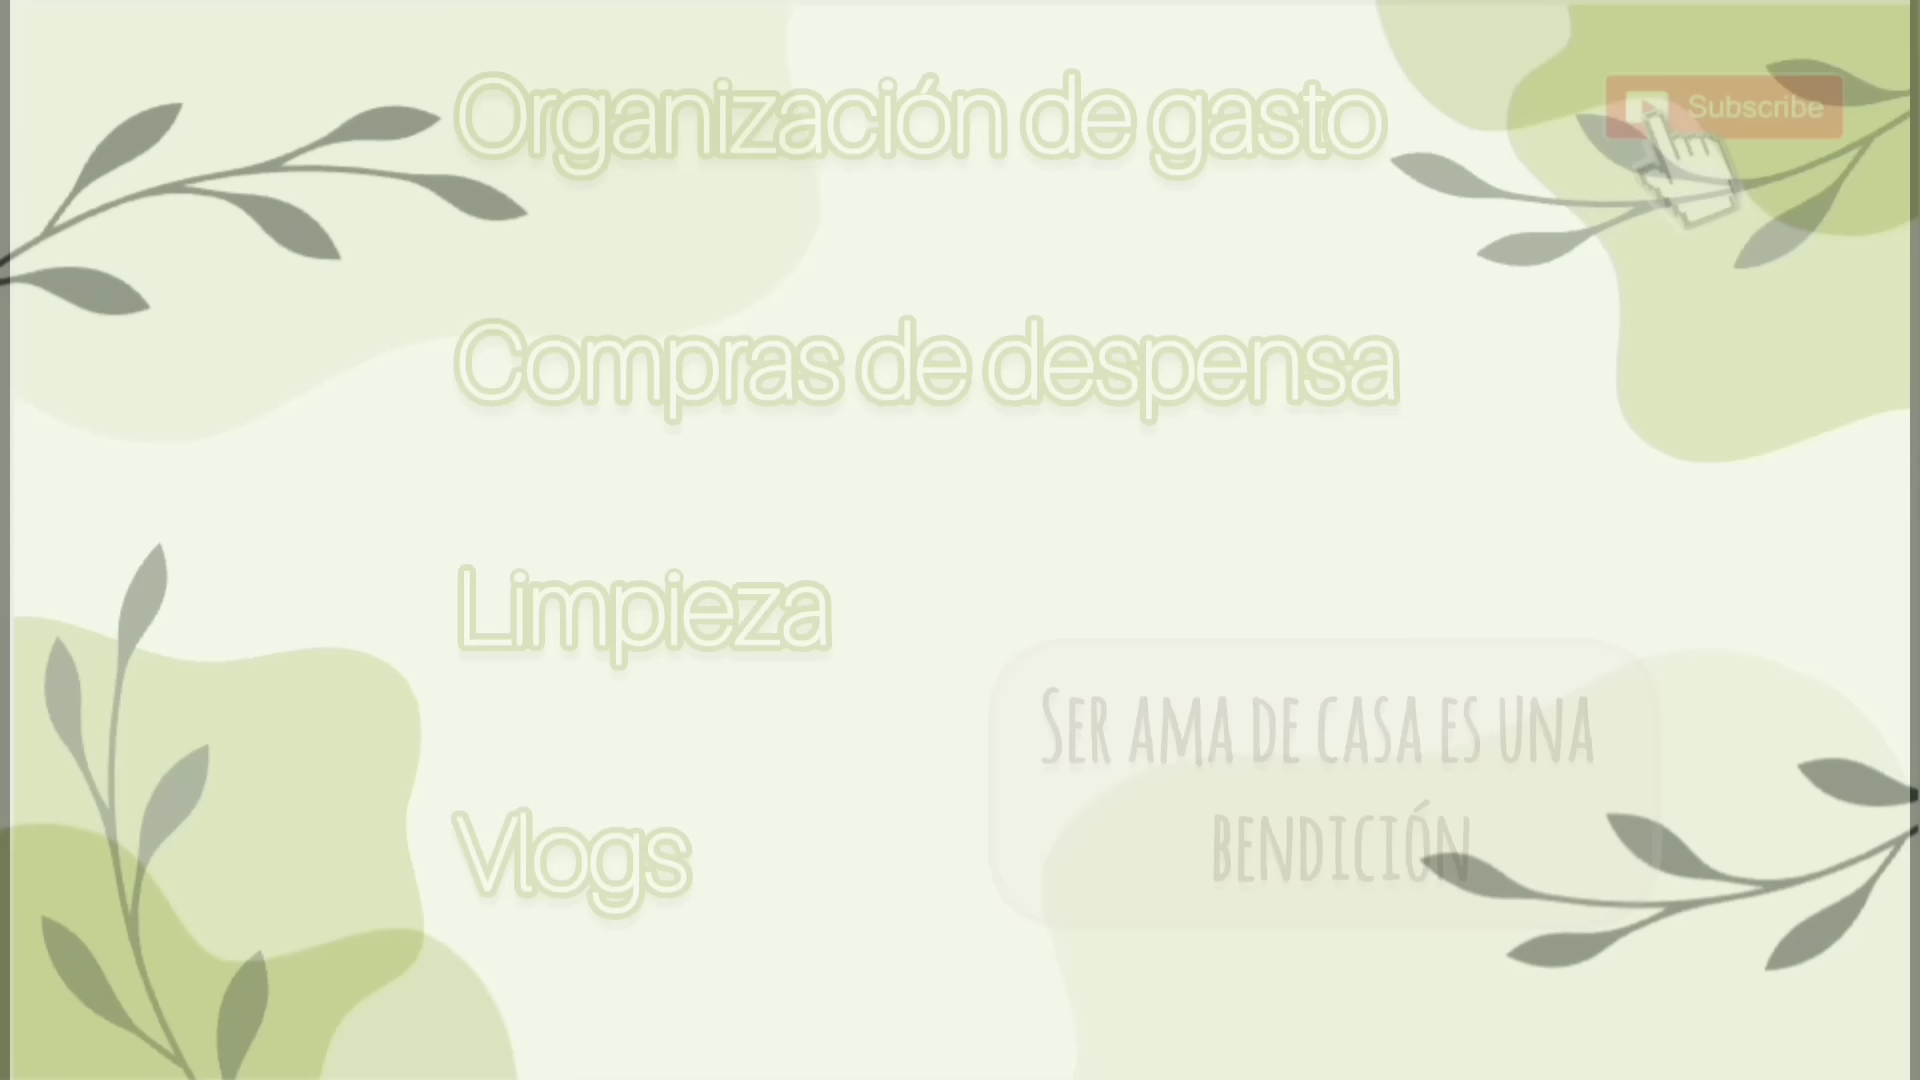 Organización de gasto
Subscribe
Compras de despensa
Limpieza
Ser ama de casa es una
bendición
Vlogs